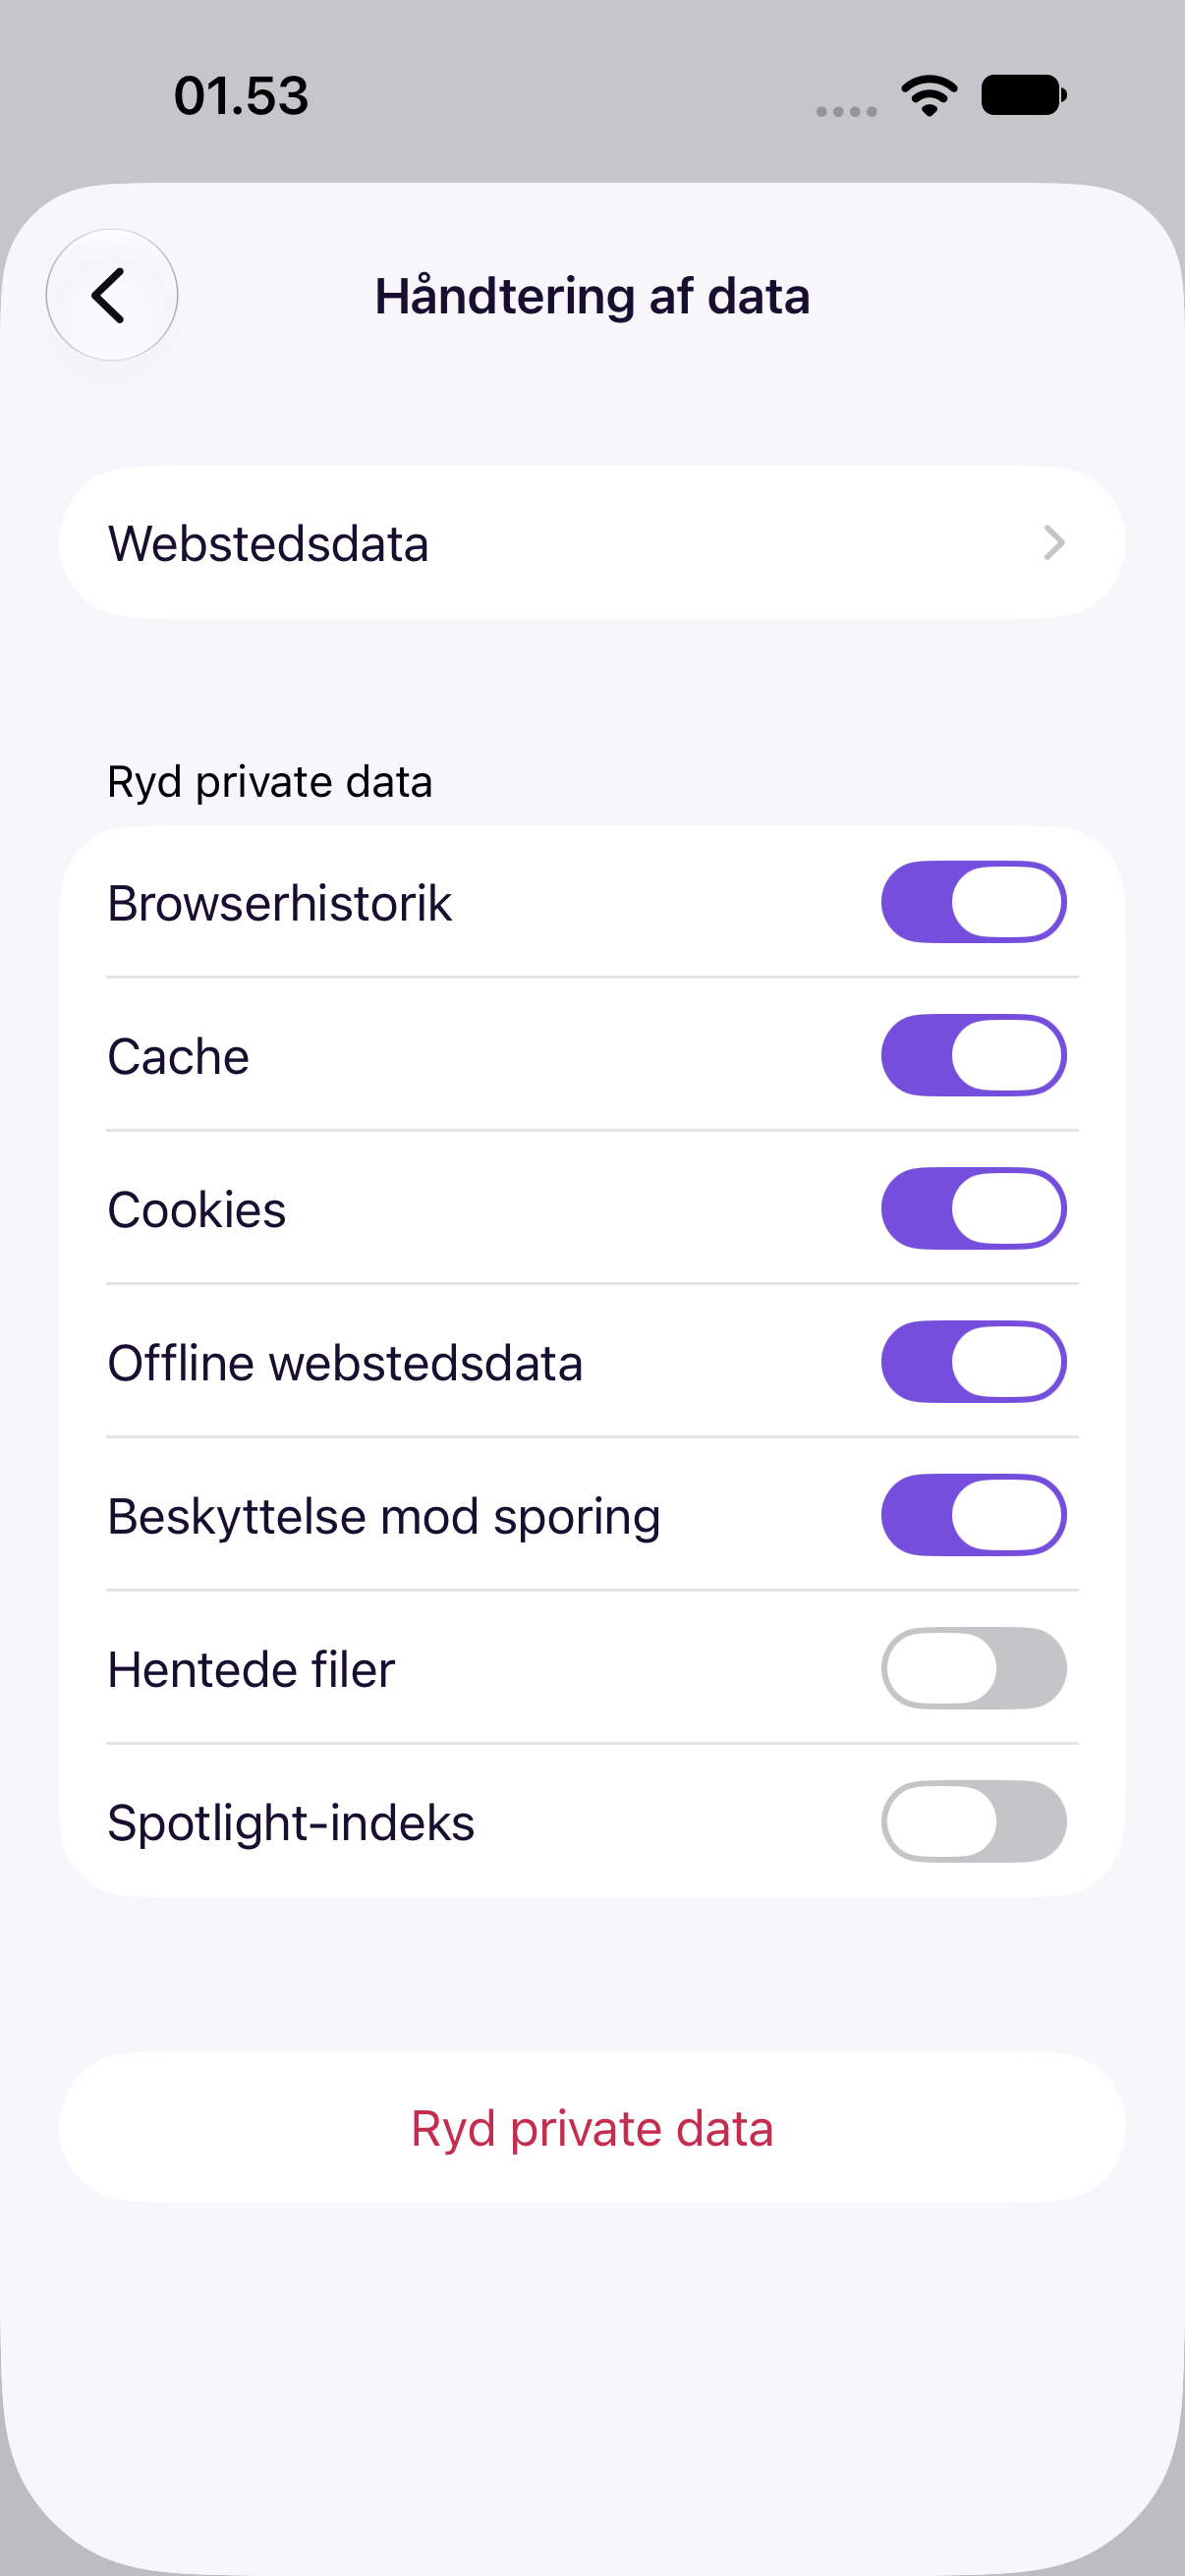 01.53
Håndtering af data
Webstedsdata
Ryd private data
Browserhistorik
Cache
Cookies
Offline webstedsdata
Beskyttelse mod sporing
Hentede filer
Spotlight-indeks
Ryd private data